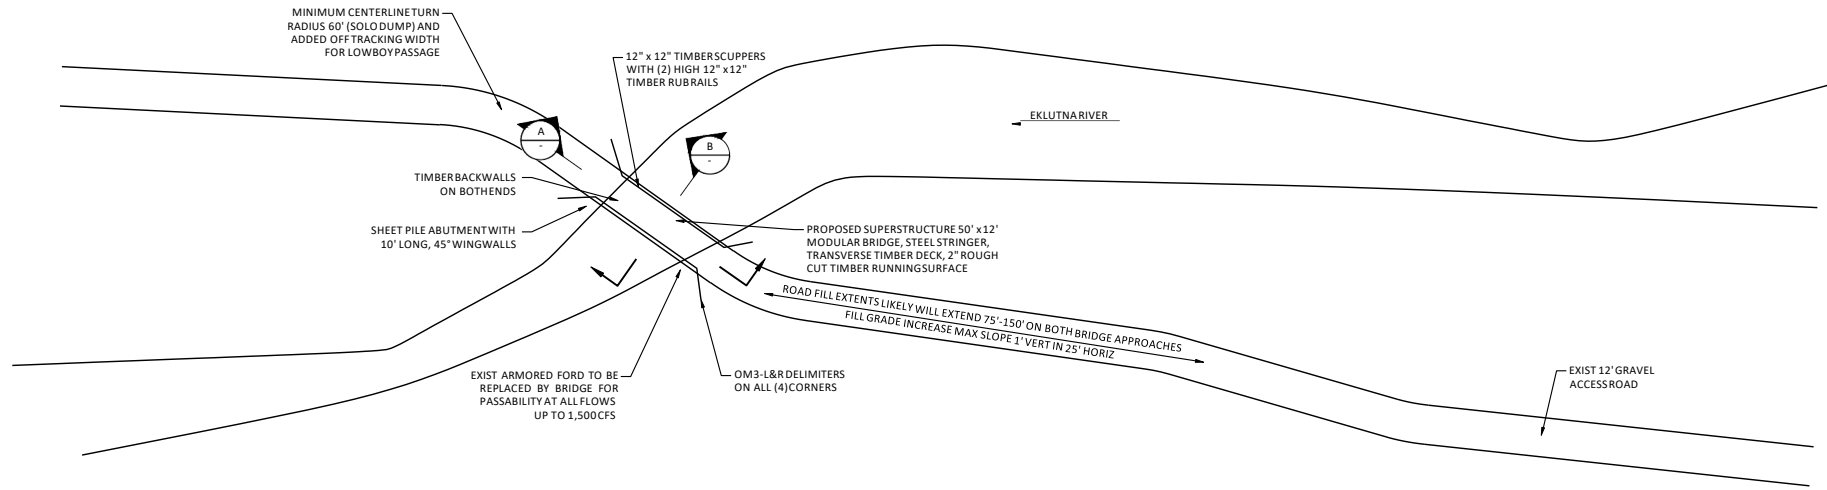 MINIMUM CENTERLINE TURN
RADIUS 60' (SOLO DUMP) AND
ADDED OFF TRACKING WIDTH
FOR LOWBOY PASSAGE
12" x 12" TIMBER SCUPPERS
WITH (2) HIGH 12" x 12"
TIMBER RUB RAILS
EKLUTNA RIVER
A
-
B
-
TIMBER BACKWALLS
ON BOTH ENDS
SHEET PILE ABUTMENT WITH
10' LONG, 45° WINGWALLS
PROPOSED SUPERSTRUCTURE 50' x 12'
MODULAR BRIDGE, STEEL STRINGER,
TRANSVERSE TIMBER DECK, 2" ROUGH
CUT TIMBER RUNNING SURFACE
ROAD FILL EXTENTS LIKELY WILL EXTEND 75'-150' ON BOTH BRIDGE APPROACHES
FILL GRADE INCREASE MAX SLOPE 1' VERT IN 25' HORIZ
EXIST ARMORED FORD TO BE
REPLACED BY BRIDGE FOR
PASSABILITY AT ALL FLOWS
UP TO 1,500 CFS
OM3-L&R DELIMITERS
ON ALL (4) CORNERS
EXIST 12' GRAVEL
ACCESS ROAD